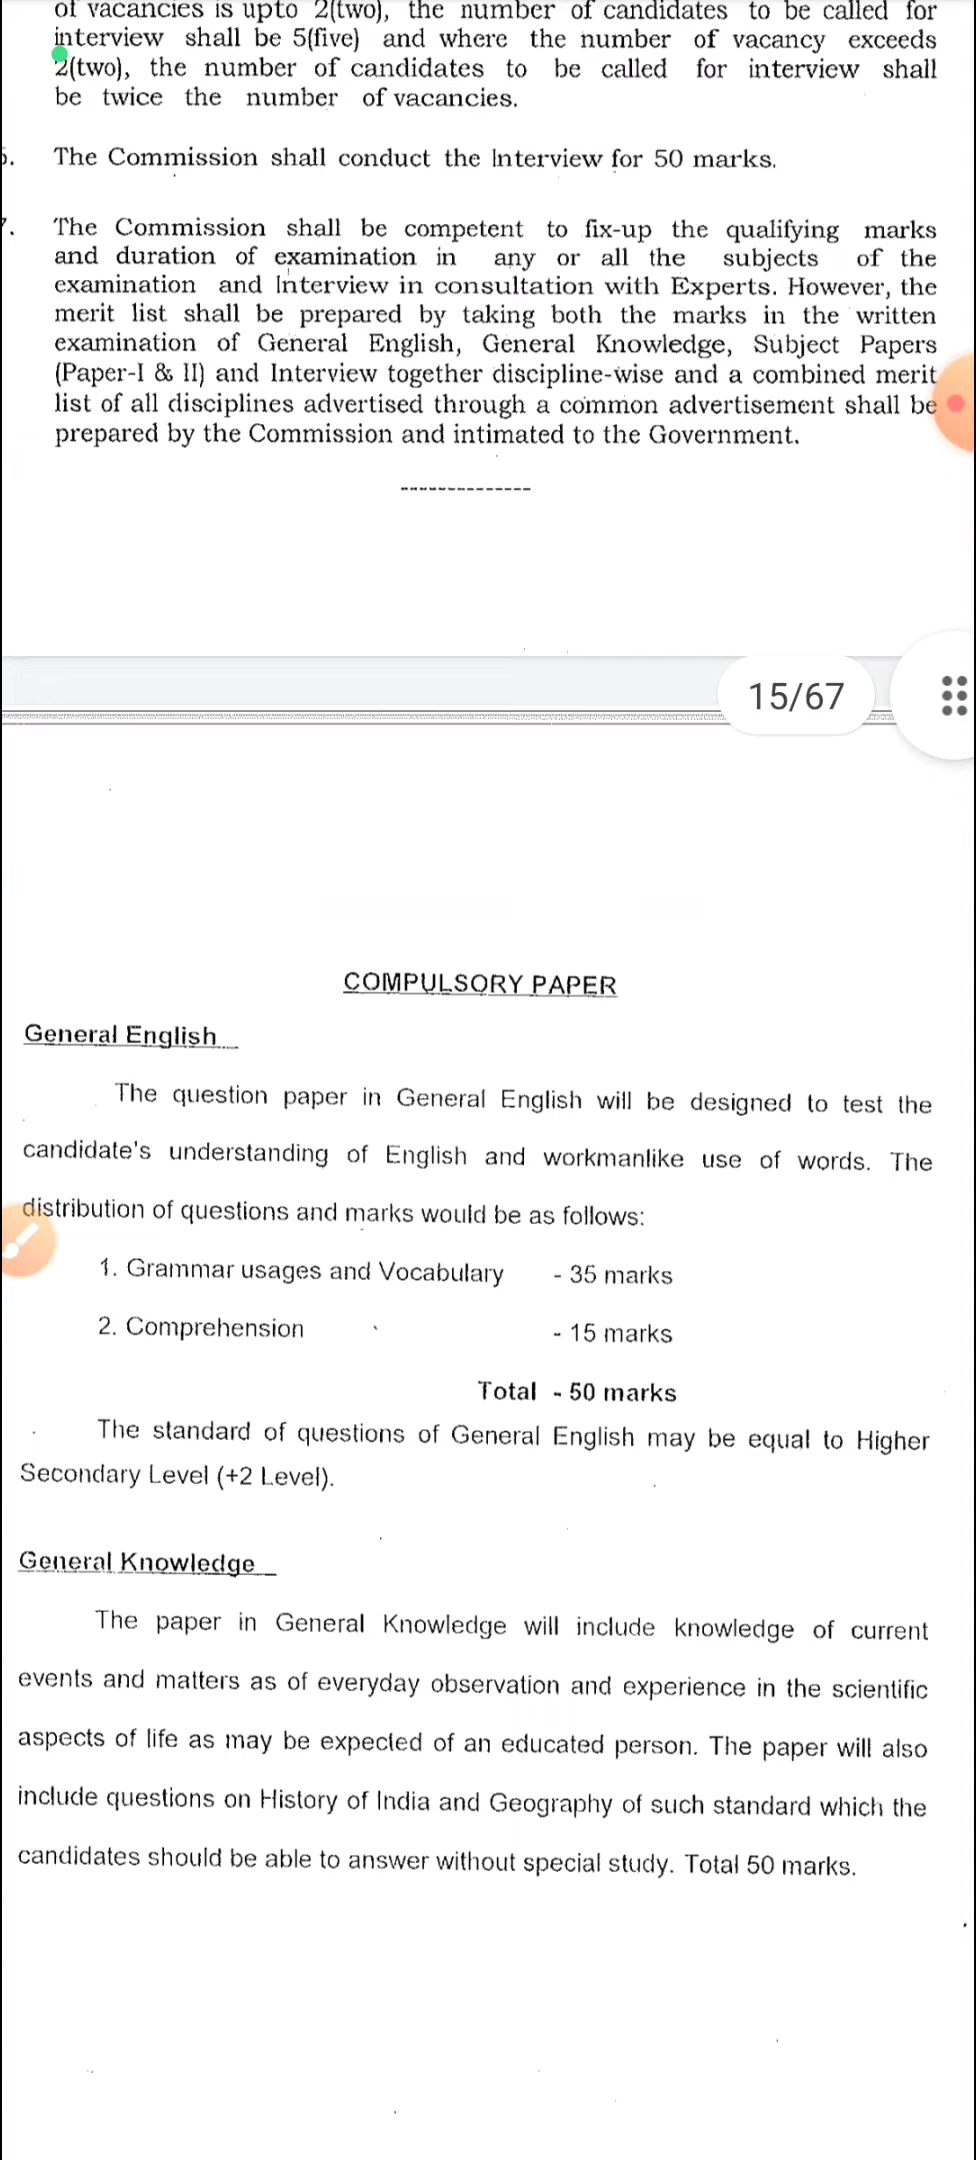 of vacancies is upto 2(two), the number of candidates to be called for
interview shall be 5(five) and where the number of vacancy exceeds
2(two), the number of candidates to be called for interview shall
be twice the number of vacancies.
The Commission shall conduct the Interview for 50 marks.
7. The Commission shall be competent to fix-up the qualifying marks
and duration of examination in any or all the subjects of the
examination and Interview in consultation with Experts. However, the
merit list shall be prepared by taking both the marks in the written
examination of General English, General Knowledge, Subject Papers
(Paper-I & II) and Interview together discipline-wise and a combined merit
list of all disciplines advertised through a common advertisement shall be
prepared by the Commission and intimated to the Government.
---------------
15/67
COMPULSORY PAPER
General English
The question paper in General English will be designed to test the
candidate's understanding of English and workmanlike use of words. The
distribution of questions and marks would be as follows:
1. Grammar usages and Vocabulary - 35 marks
2. Comprehension - 15 marks
Total - 50 marks
The standard of questions of General English may be equal to Higher
Secondary Level (+2 Level).
General Knowledge
The paper in General Knowledge will include knowledge of current
events and matters as of everyday observation and experience in the scientific
aspects of life as may be expected of an educated person. The paper will also
include questions on History of India and Geography of such standard which the
candidates should be able to answer without special study. Total 50 marks.